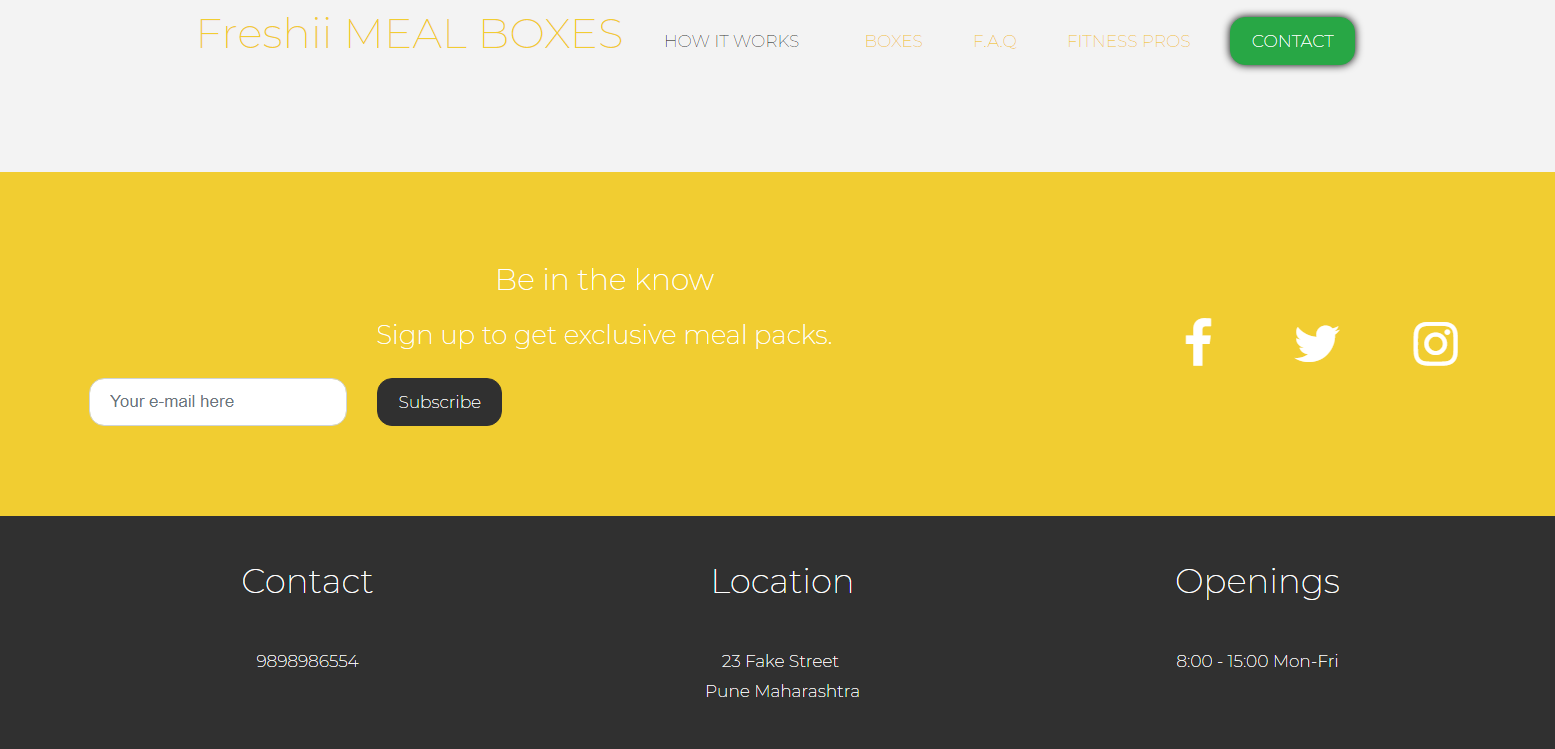 Freshii MEAL BOXES
HOW IT WORKS
BOXES
F.A.Q
FITNESS PROS
CONTACT
Be in the know
Sign up to get exclusive meal packs.
Your e-mail here
Subscribe
Contact
Location
Openings
9898986554
23 Fake Street
8:00 - 15:00 Mon-Fri
Pune Maharashtra